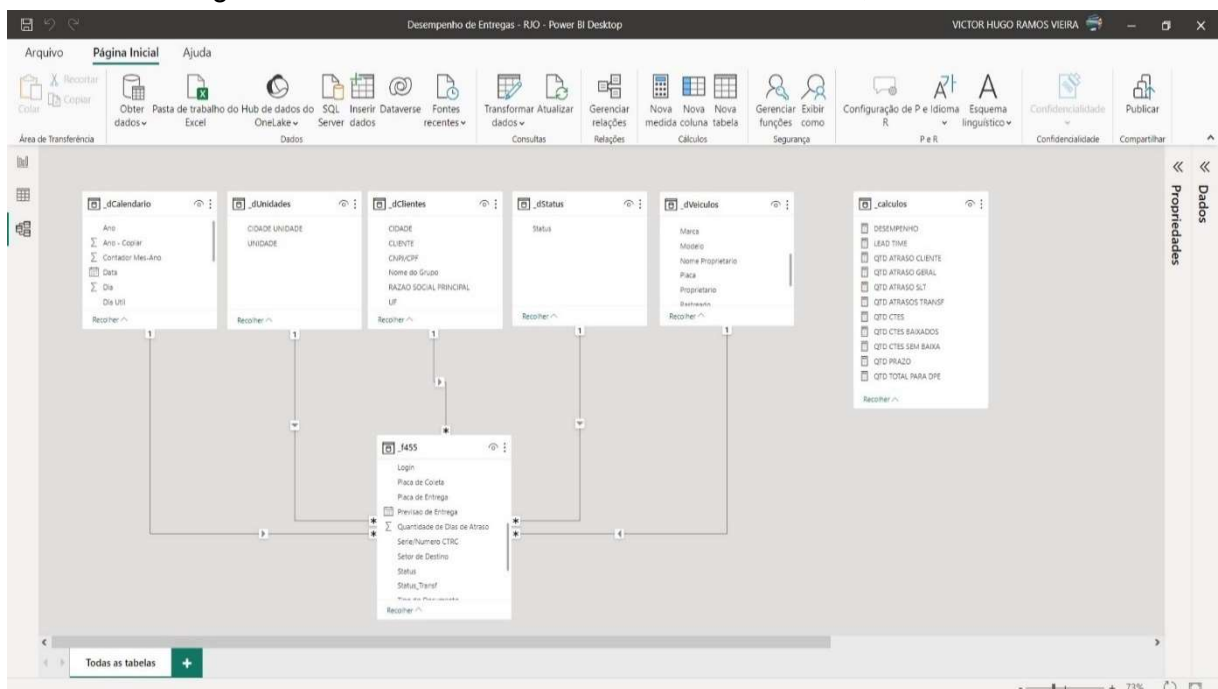 Desempenho de Entregas - RJO - Power BI Desktop
VICTOR HUGO RAMOS VIEIRA
Arquivo Página Inicial Ajuda
Colar
Recortar
Copiar
Obter dados
Pasta de trabalho do Excel
Hub de dados do OneLake
SQL Server
Inserir dados
Dataverse
Fontes recentes
Transformar dados
Atualizar
Gerenciar relações
Nova medida
Nova coluna
Nova tabela
Gerenciar funções
Exibir como
Configuração de P e R
Idioma
Esquema linguístico
Confidencialidade
Publicar
Área de Transferência
Dados
Consultas
Relações
Cálculos
Segurança
P e R
Confidencialidade
Compartilhar
_dCalendario
Ano
Ano - Copiar
Contador Mes-Ano
Data
Dia
Dia Util
Recolher
_dUnidades
CIDADE UNIDADE
UNIDADE
Recolher
_dClientes
CIDADE
CLIENTE
CNPJ/CPF
Nome do Grupo
RAZAO SOCIAL PRINCIPAL
UF
Recolher
_dStatus
Status
Recolher
_dVeiculos
Marca
Modelo
Nome Proprietario
Placa
Proprietario
Rastreado
Recolher
_calculos
DESEMPENHO
LEAD TIME
QTD ATRASO CLIENTE
QTD ATRASO GERAL
QTD ATRASO SLT
QTD ATRASOS TRANSF
QTD CTES
QTD CTES BAIXADOS
QTD CTES SEM BAIXA
QTD PRAZO
QTD TOTAL PARA DPE
Recolher
1 1 1 1 1
_f455
Login
Placa de Coleta
Placa de Entrega
Previsao de Entrega
Quantidade de Dias de Atraso
Serie/Numero CTRC
Setor de Destino
Status
Status_Transf
Tipo do Documento
Recolher
Propriedades
Dados
Todas as tabelas
73%